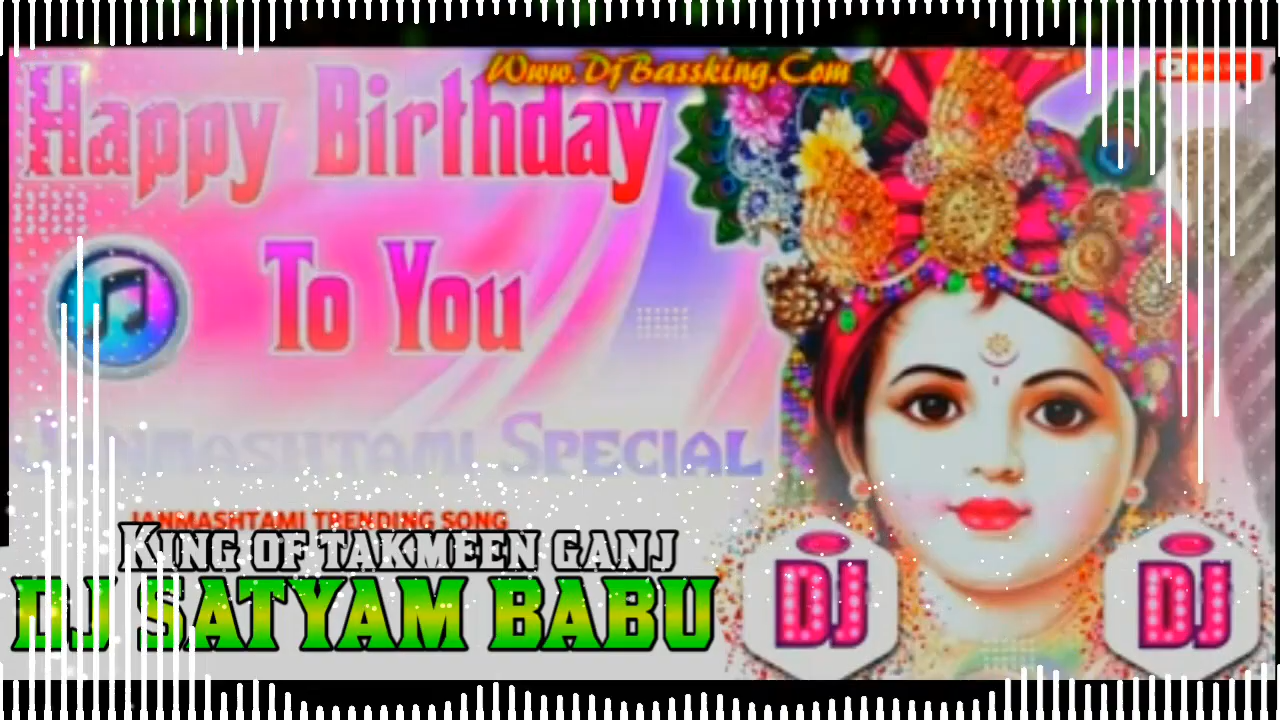 Www.DjBassking.Com
Happy Birthday
To You
Janmashtami Special
JANMASHTAMI TRENDING SONG
King of takmeen ganj
DJ Satyam Babu
DJ
DJ